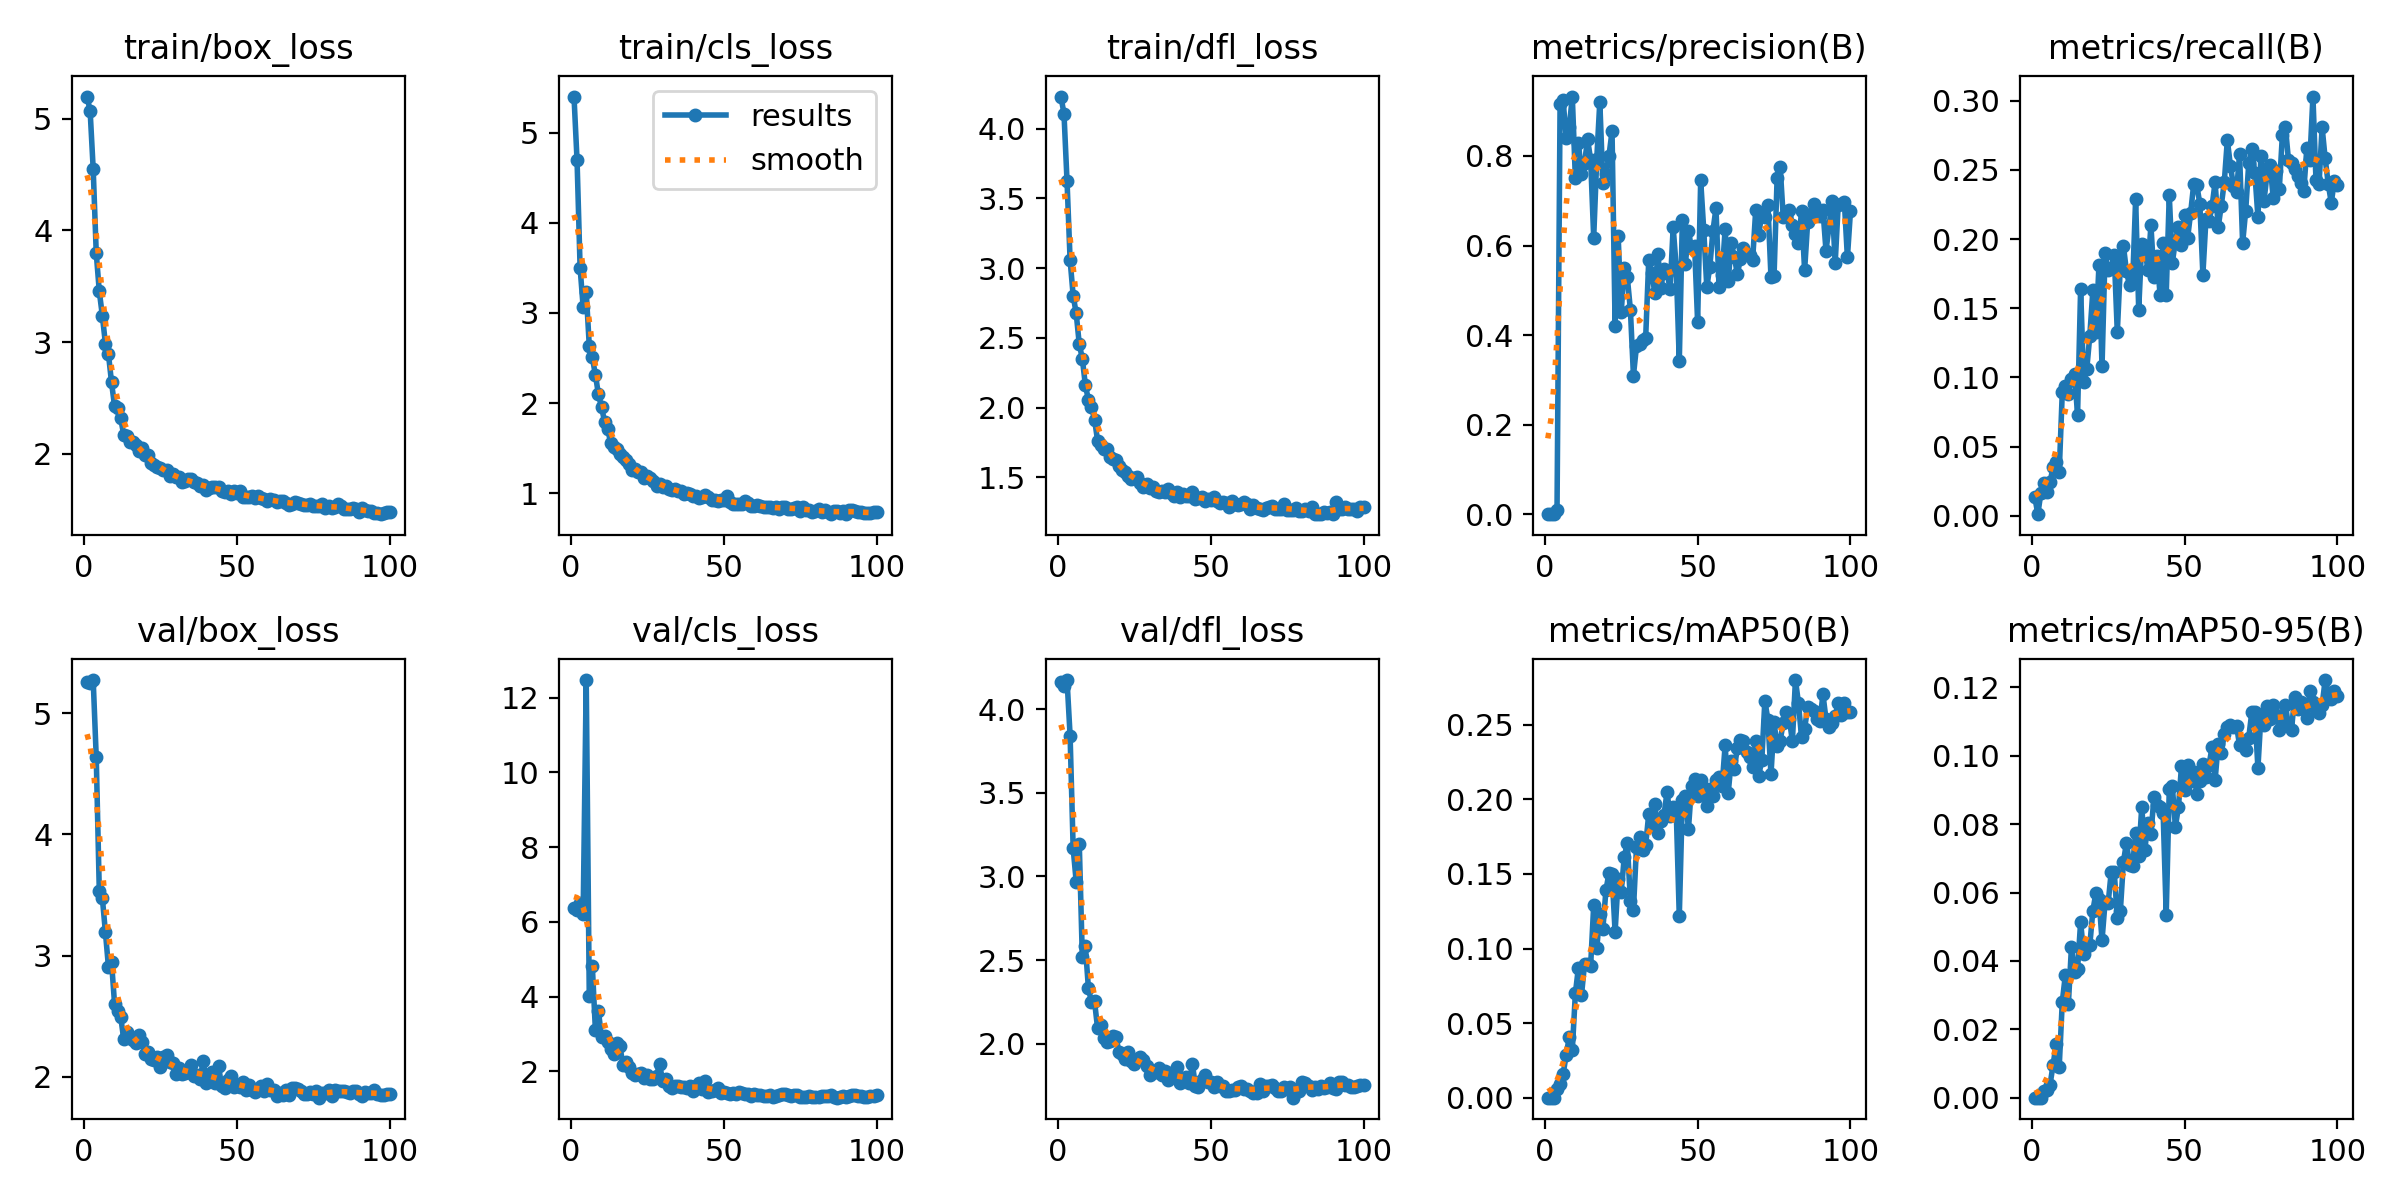 train/box_loss
5
4
3
2
0 50 100
train/cls_loss
results
smooth
5
4
3
2
1
0 50 100
train/dfl_loss
4.0
3.5
3.0
2.5
2.0
1.5
0 50 100
metrics/precision(B)
0.8
0.6
0.4
0.2
0.0
0 50 100
metrics/recall(B)
0.30
0.25
0.20
0.15
0.10
0.05
0.00
0 50 100
val/box_loss
5
4
3
2
0 50 100
val/cls_loss
12
10
8
6
4
2
0 50 100
val/dfl_loss
4.0
3.5
3.0
2.5
2.0
0 50 100
metrics/mAP50(B)
0.25
0.20
0.15
0.10
0.05
0.00
0 50 100
metrics/mAP50-95(B)
0.12
0.10
0.08
0.06
0.04
0.02
0.00
0 50 100